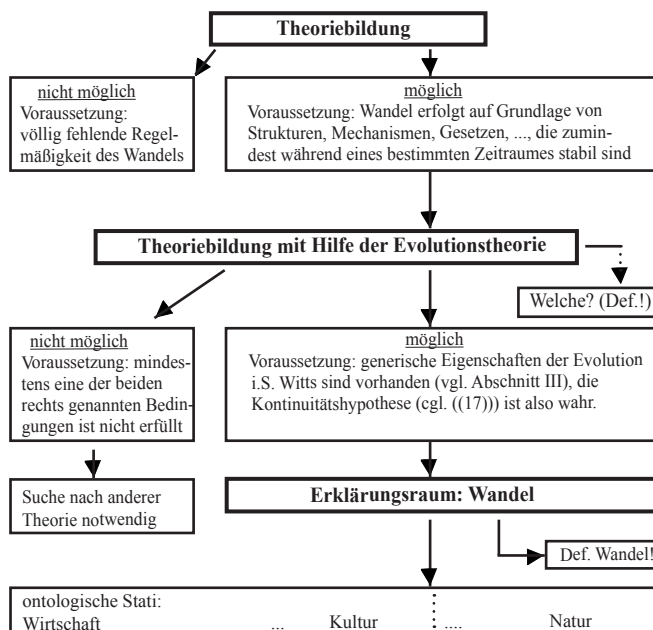 Theoriebildung
nicht möglich
Voraussetzung:
völlig fehlende Regel-
mäßigkeit des Wandels
möglich
Voraussetzung: Wandel erfolgt auf Grundlage von
Strukturen, Mechanismen, Gesetzen, ..., die zumin-
dest während eines bestimmten Zeitraumes stabil sind
Theoriebildung mit Hilfe der Evolutionstheorie
Welche? (Def.!)
nicht möglich
Voraussetzung: mindes-
tens eine der beiden
rechts genannten Bedin-
gungen ist nicht erfüllt
möglich
Voraussetzung: generische Eigenschaften der Evolution
i.S. Witts sind vorhanden (vgl. Abschnitt III), die
Kontinuitätshypothese (cgl. ((17))) ist also wahr.
Suche nach anderer
Theorie notwendig
Erklärungsraum: Wandel
Def. Wandel!
ontologische Stati:
Wirtschaft ... Kultur .... Natur